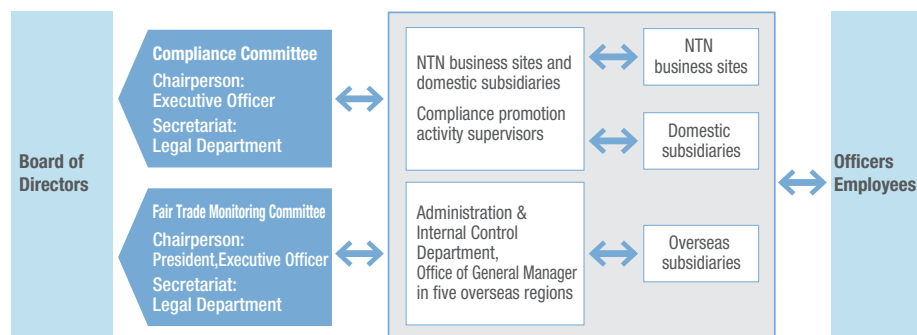 Board of
Directors
Compliance Committee
Chairperson:
Executive Officer
Secretariat:
Legal Department
Fair Trade Monitoring Committee
Chairperson:
President,Executive Officer
Secretariat:
Legal Department
NTN business sites and
domestic subsidiaries
Compliance promotion
activity supervisors
Administration &
Internal Control
Department,
Office of General Manager
in five overseas regions
NTN
business sites
Domestic
subsidiaries
Overseas
subsidiaries
Officers
Employees